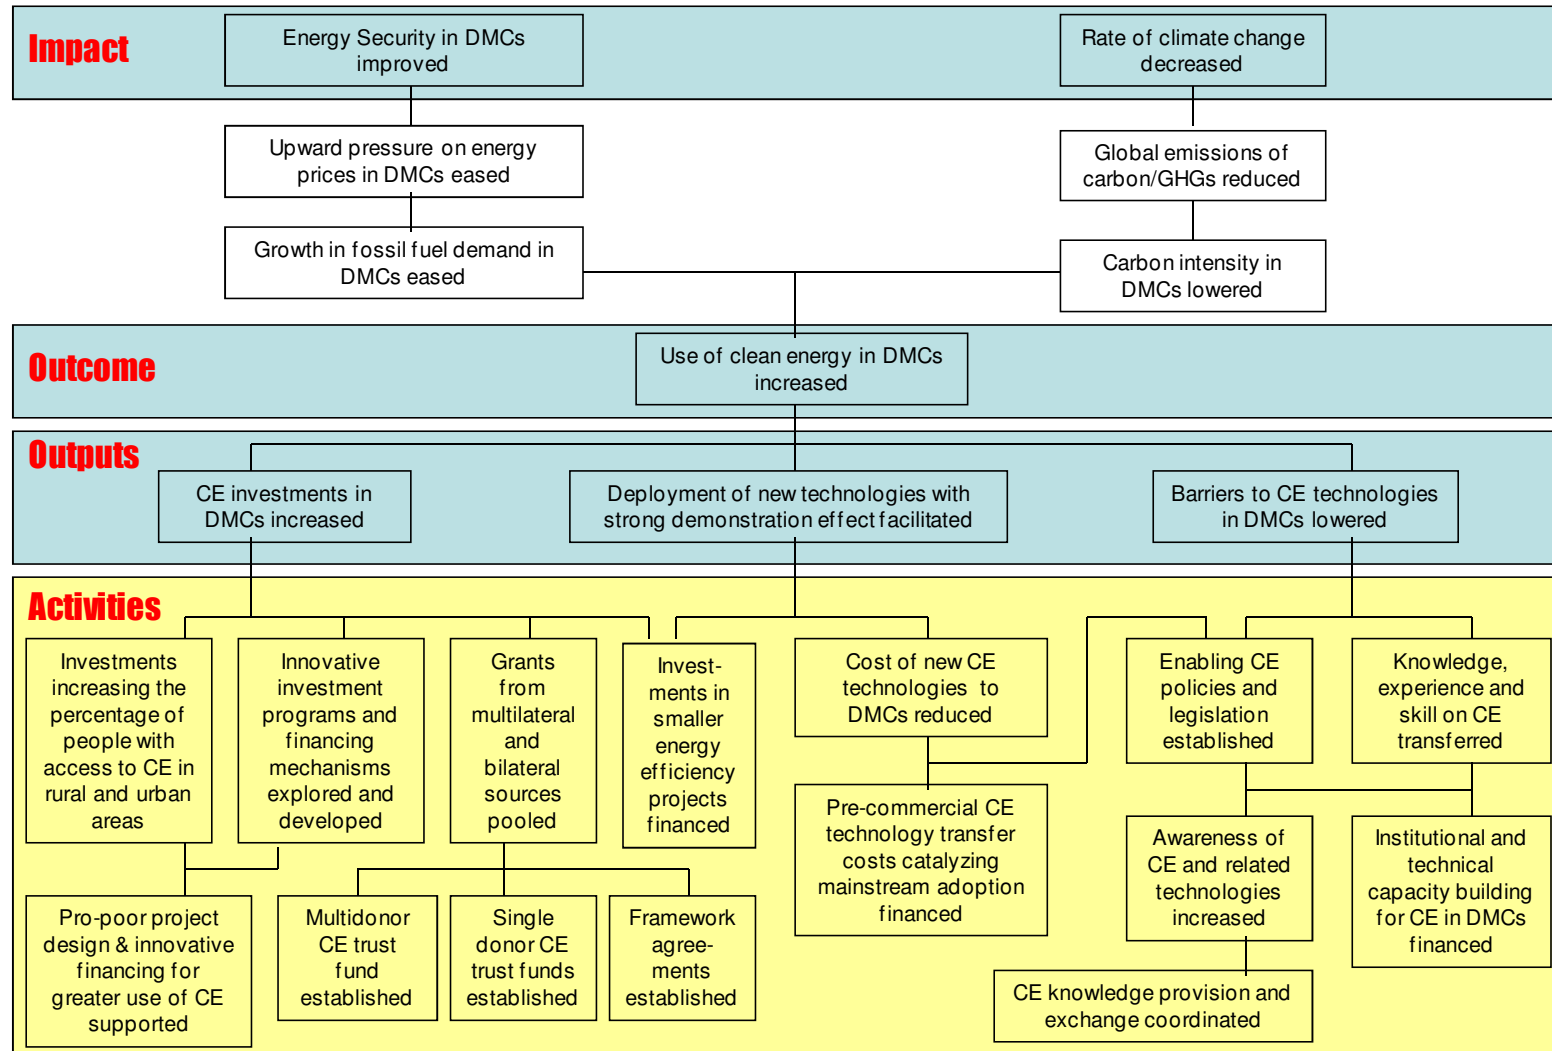 Impact
Energy Security in DMCs
improved
Rate of climate change
decreased
Upward pressure on energy
prices in DMCs eased
Global emissions of
carbon/GHGs reduced
Growth in fossil fuel demand in
DMCs eased
Carbon intensity in
DMCs lowered
Outcome
Use of clean energy in DMCs
increased
Outputs
CE investments in
DMCs increased
Deployment of new technologies with
strong demonstration effect facilitated
Barriers to CE technologies
in DMCs lowered
Activities
Investments
increasing the
percentage of
people with
access to CE in
rural and urban
areas
Innovative
investment
programs and
financing
mechanisms
explored and
developed
Grants
from
multilateral
and
bilateral
sources
pooled
Invest-
ments in
smaller
energy
efficiency
projects
financed
Cost of new CE
technologies to
DMCs reduced
Enabling CE
policies and
legislation
established
Knowledge,
experience and
skill on CE
transferred
Pre-commercial CE
technology transfer
costs catalyzing
mainstream adoption
financed
Awareness of
CE and related
technologies
increased
Institutional and
technical
capacity building
for CE in DMCs
financed
Pro-poor project
design & innovative
financing for
greater use of CE
supported
Multidonor
CE trust
fund
established
Single
donor CE
trust funds
established
Framework
agree-
ments
established
CE knowledge provision and
exchange coordinated